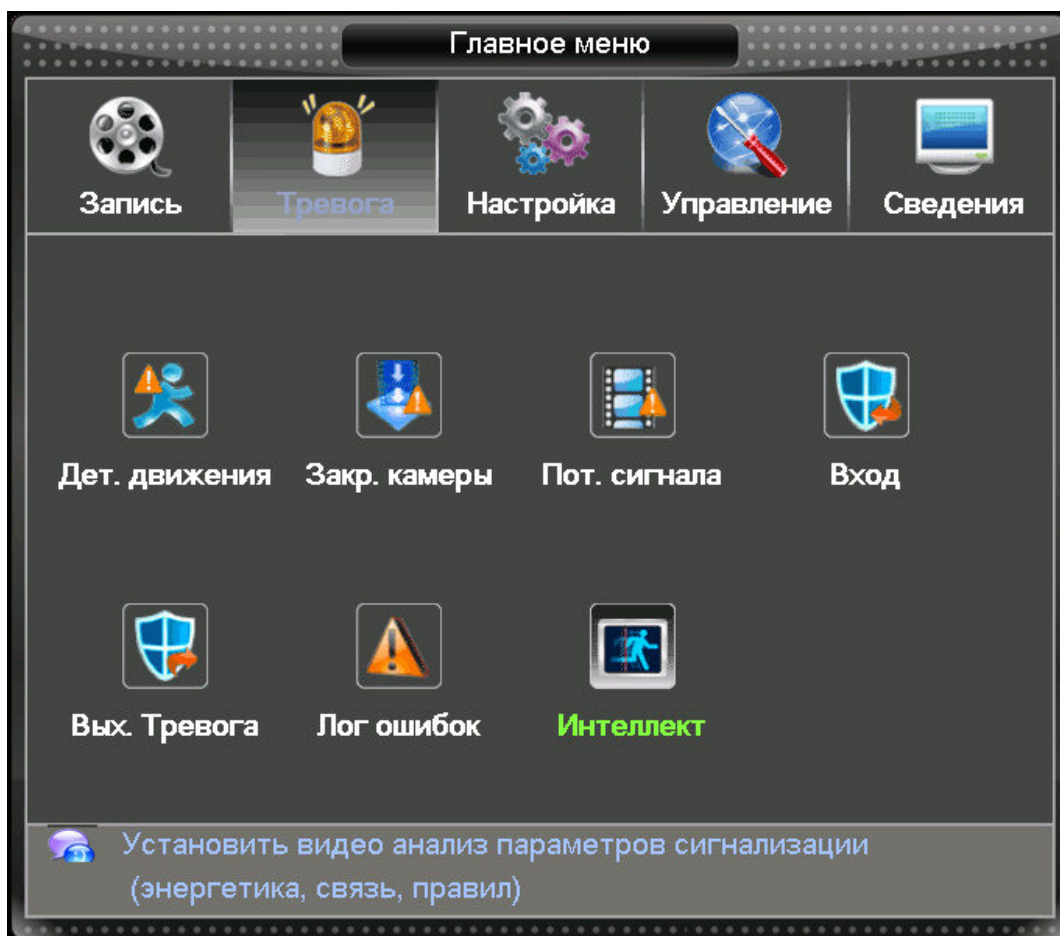 Главное меню
Запись
Тревога
Настройка
Управление
Сведения
Дет. движения
Закр. камеры
Пот. сигнала
Вход
Вых. Тревога
Лог ошибок
Интеллект
Установить видео анализ параметров сигнализации
(энергетика, связь, правил)